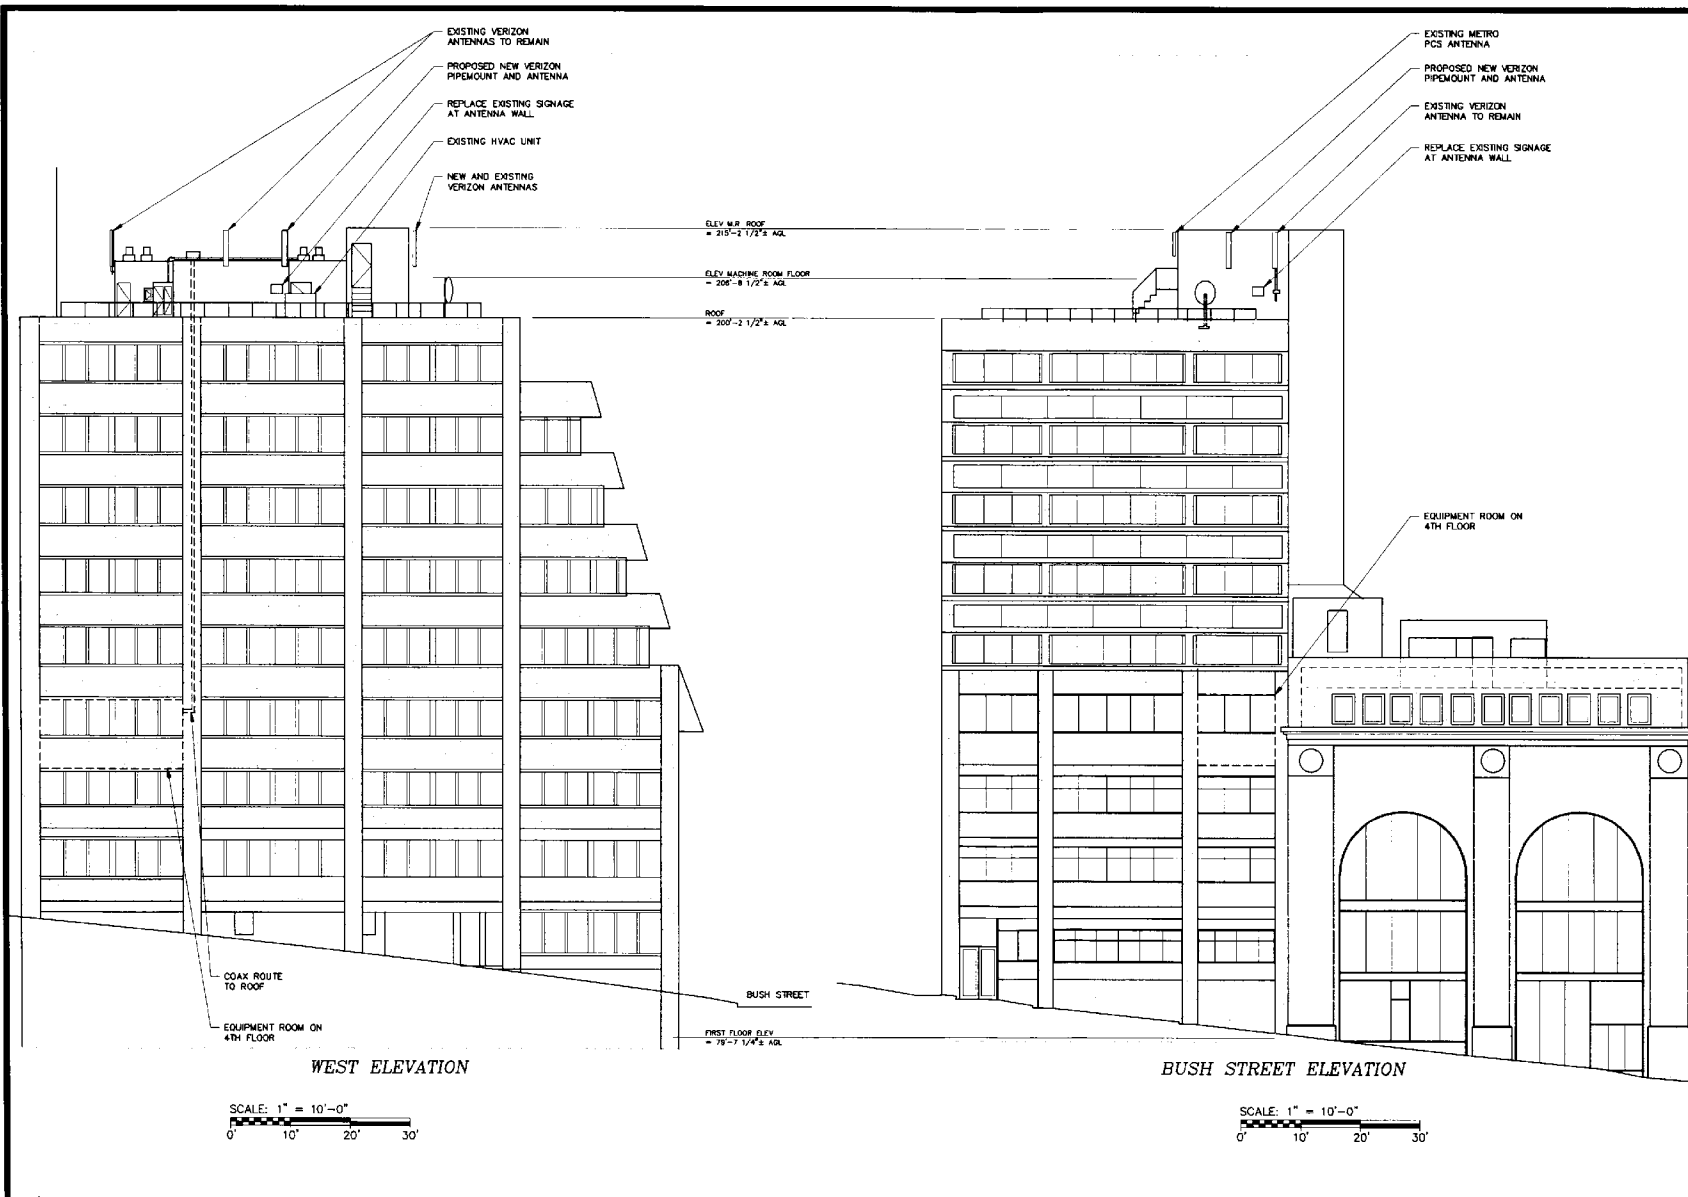 EXISTING VERIZON
ANTENNAS TO REMAIN
PROPOSED NEW VERIZON
PIPEMOUNT AND ANTENNA
REPLACE EXISTING SIGNAGE
AT ANTENNA WALL
EXISTING HVAC UNIT
NEW AND EXISTING
VERIZON ANTENNAS
ELEV M.R. ROOF
= 215'-2 1/2"± AGL
ELEV MACHINE ROOM FLOOR
= 206'-8 1/2"± AGL
ROOF
= 200'-2 1/2"± AGL
EXISTING METRO
PCS ANTENNA
PROPOSED NEW VERIZON
PIPEMOUNT AND ANTENNA
EXISTING VERIZON
ANTENNA TO REMAIN
REPLACE EXISTING SIGNAGE
AT ANTENNA WALL
EQUIPMENT ROOM ON
4TH FLOOR
COAX ROUTE
TO ROOF
EQUIPMENT ROOM ON
4TH FLOOR
BUSH STREET
FIRST FLOOR ELEV
= 79'-7 1/4"± AGL
WEST ELEVATION
SCALE: 1" = 10'-0"
0' 10' 20' 30'
BUSH STREET ELEVATION
SCALE: 1" = 10'-0"
0' 10' 20' 30'